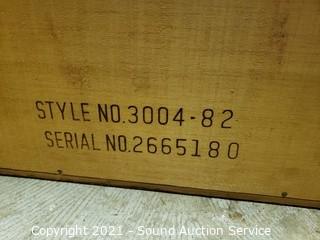 STYLE NO.3004-82
SERIAL NO.2665180
Copyright 2021 - Sound Auction Service